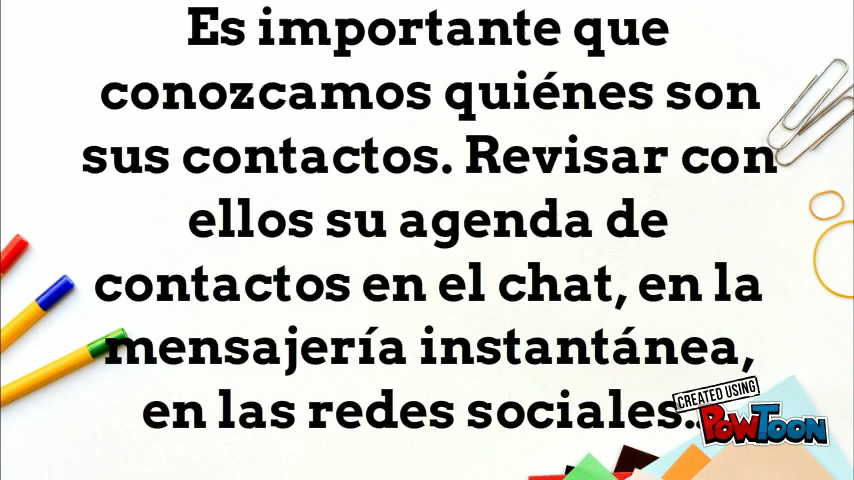 Es importante que
conozcamos quiénes son
sus contactos. Revisar con
ellos su agenda de
contactos en el chat, en la
mensajería instantánea,
en las redes sociales...
CREATED USING
POWTOON